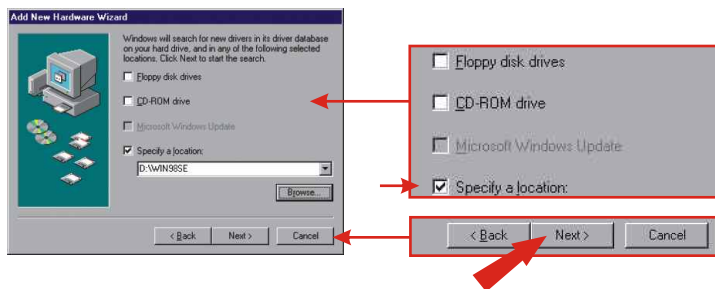 Add New Hardware Wizard
Windows will search for new drivers in its driver database
on your hard drive, and in any of the following selected
locations. Click Next to start the search.
Floppy disk drives
CD-ROM drive
Microsoft Windows Update
Specify a location:
D:\WIN98SE
Browse...
< Back
Next >
Cancel
Floppy disk drives
CD-ROM drive
Microsoft Windows Update
Specify a location:
< Back
Next >
Cancel